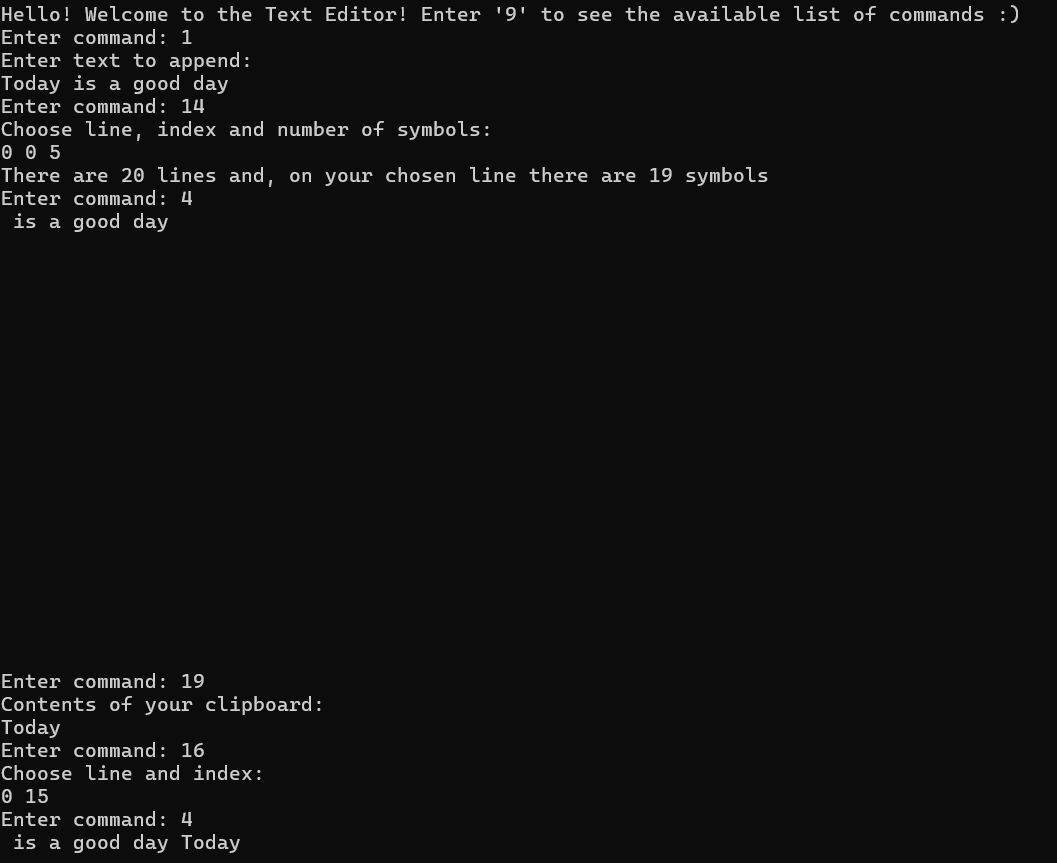 Hello! Welcome to the Text Editor! Enter '9' to see the available list of commands :)
Enter command: 1
Enter text to append:
Today is a good day
Enter command: 14
Choose line, index and number of symbols:
0 0 5
There are 20 lines and, on your chosen line there are 19 symbols
Enter command: 4
 is a good day
Enter command: 19
Contents of your clipboard:
Today
Enter command: 16
Choose line and index:
0 15
Enter command: 4
 is a good day Today